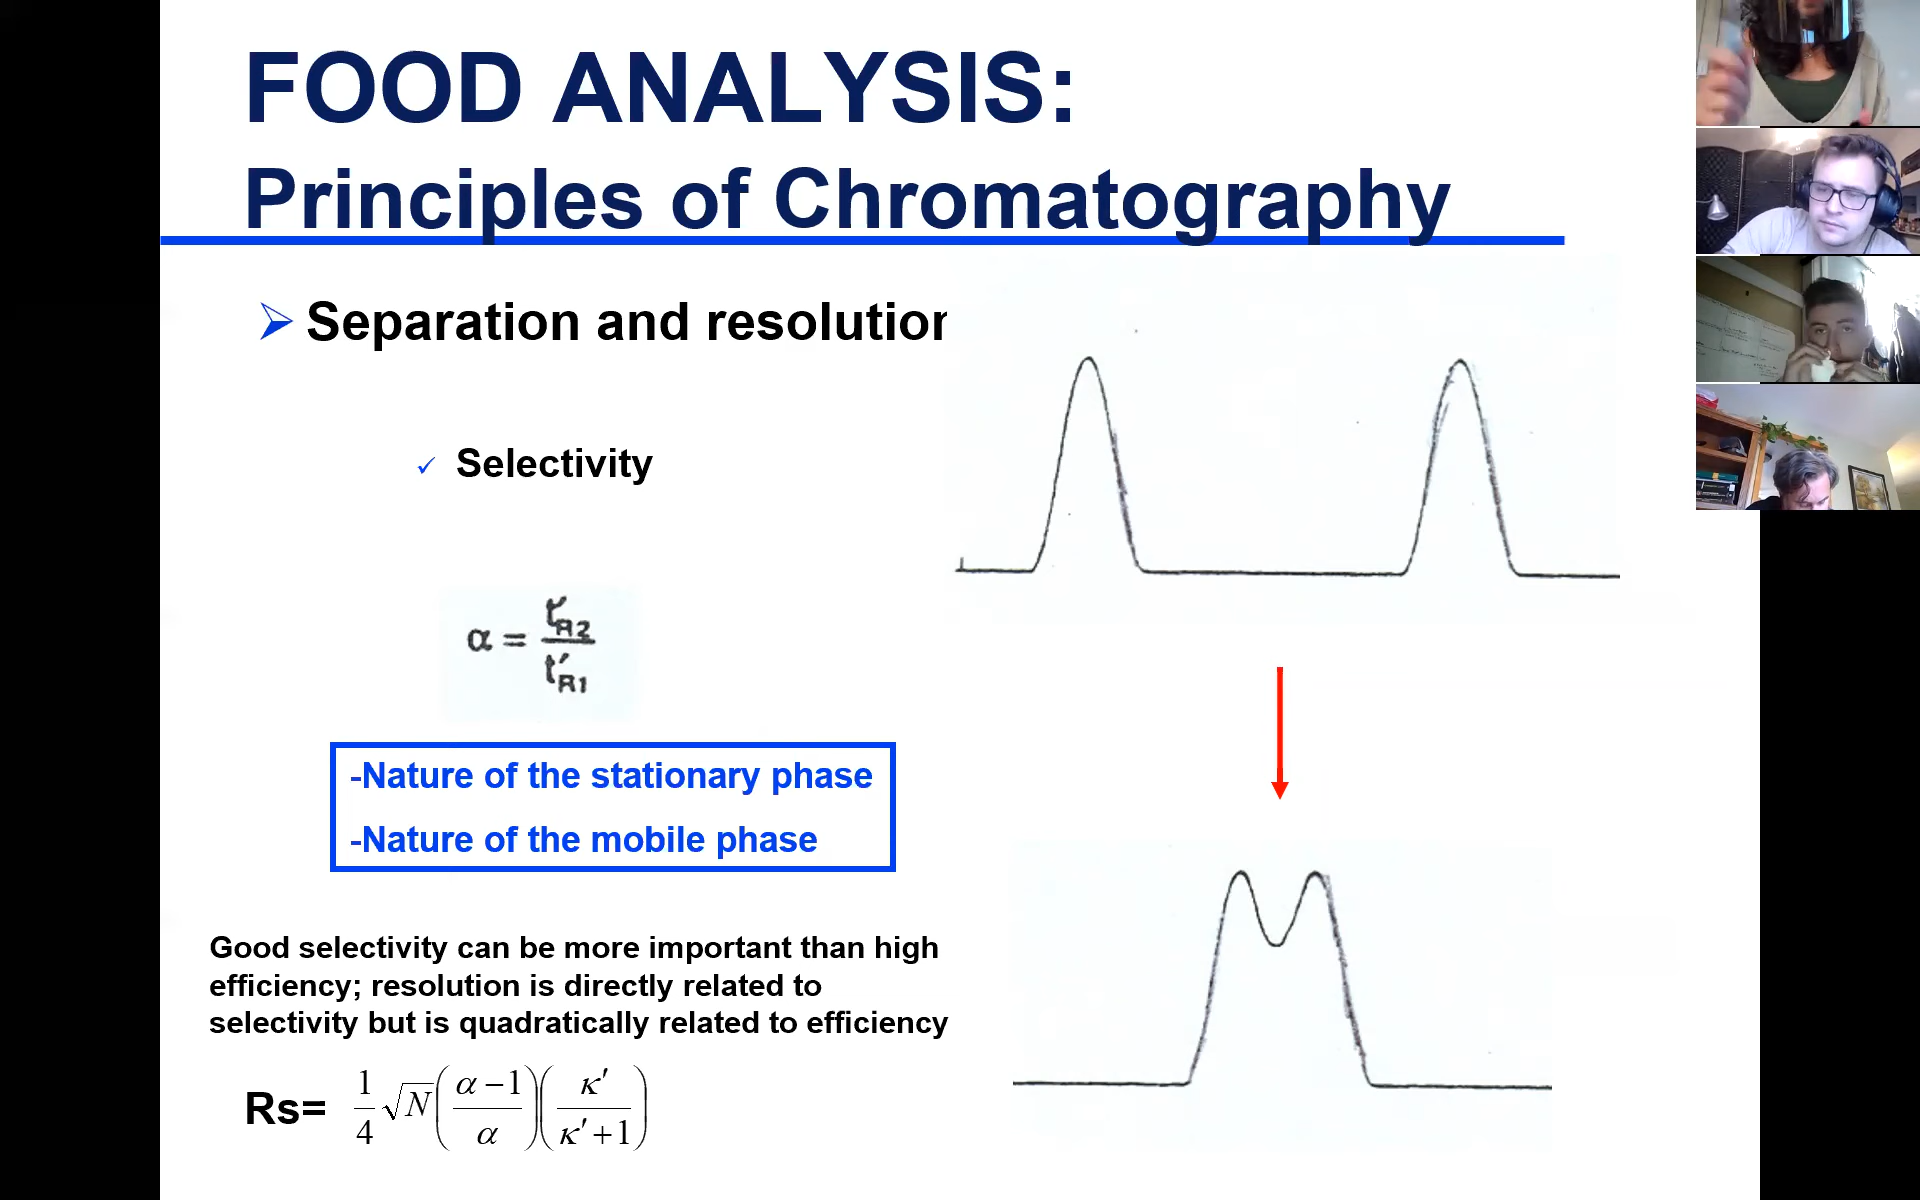 FOOD ANALYSIS:
Principles of Chromatography
Separation and resolution
✓ Selectivity
α = t'R2 / t'R1
-Nature of the stationary phase
-Nature of the mobile phase
Good selectivity can be more important than high
efficiency; resolution is directly related to
selectivity but is quadratically related to efficiency
Rs= 1/4 √N (α − 1 / α) (κ' / κ' + 1)